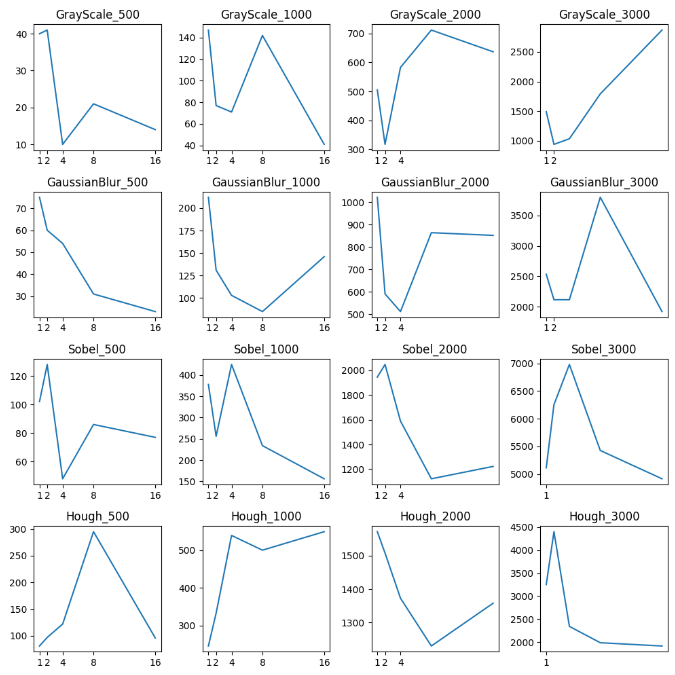 GrayScale_500 GrayScale_1000 GrayScale_2000 GrayScale_3000
40 30 20 10
1 2 4 8 16
140 120 100 80 60 40
1 2 4 8 16
700 600 500 400 300
1 2 4
2500 2000 1500 1000
1 2
GaussianBlur_500 GaussianBlur_1000 GaussianBlur_2000 GaussianBlur_3000
70 60 50 40 30
1 2 4 8 16
200 175 150 125 100
1 2 4 8 16
1000 900 800 700 600 500
1 2 4
3500 3000 2500 2000
1 2
Sobel_500 Sobel_1000 Sobel_2000 Sobel_3000
120 100 80 60
1 2 4 8 16
400 350 300 250 200 150
1 2 4 8 16
2000 1800 1600 1400 1200
1 2 4
7000 6500 6000 5500 5000
1
Hough_500 Hough_1000 Hough_2000 Hough_3000
300 250 200 150 100
1 2 4 8 16
500 400 300
1 2 4 8 16
1500 1400 1300
1 2 4
4500 4000 3500 3000 2500 2000
1